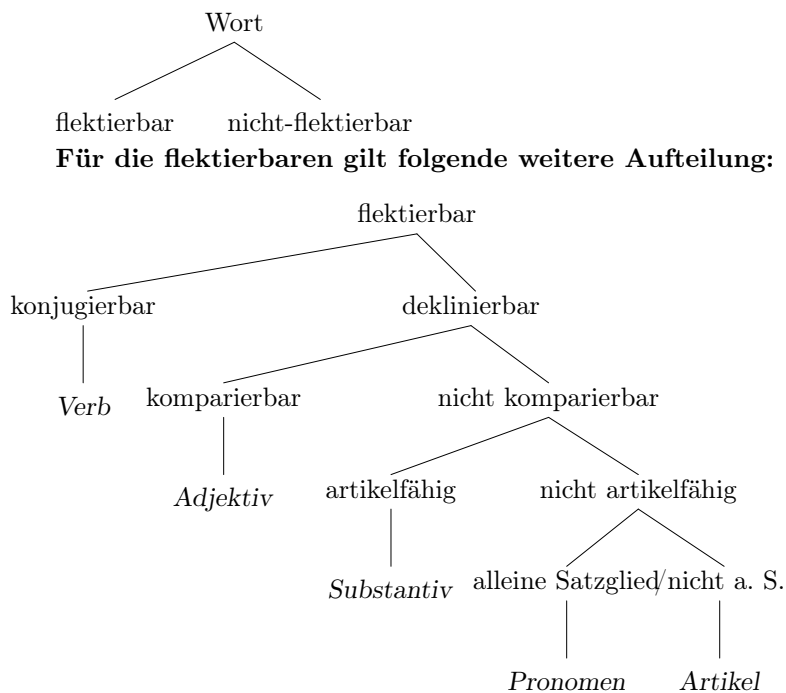 Wort
flektierbar nicht-flektierbar
Für die flektierbaren gilt folgende weitere Aufteilung:
flektierbar
konjugierbar deklinierbar
Verb komparierbar nicht komparierbar
Adjektiv artikelfähig nicht artikelfähig
Substantiv alleine Satzglied/nicht a. S.
Pronomen Artikel